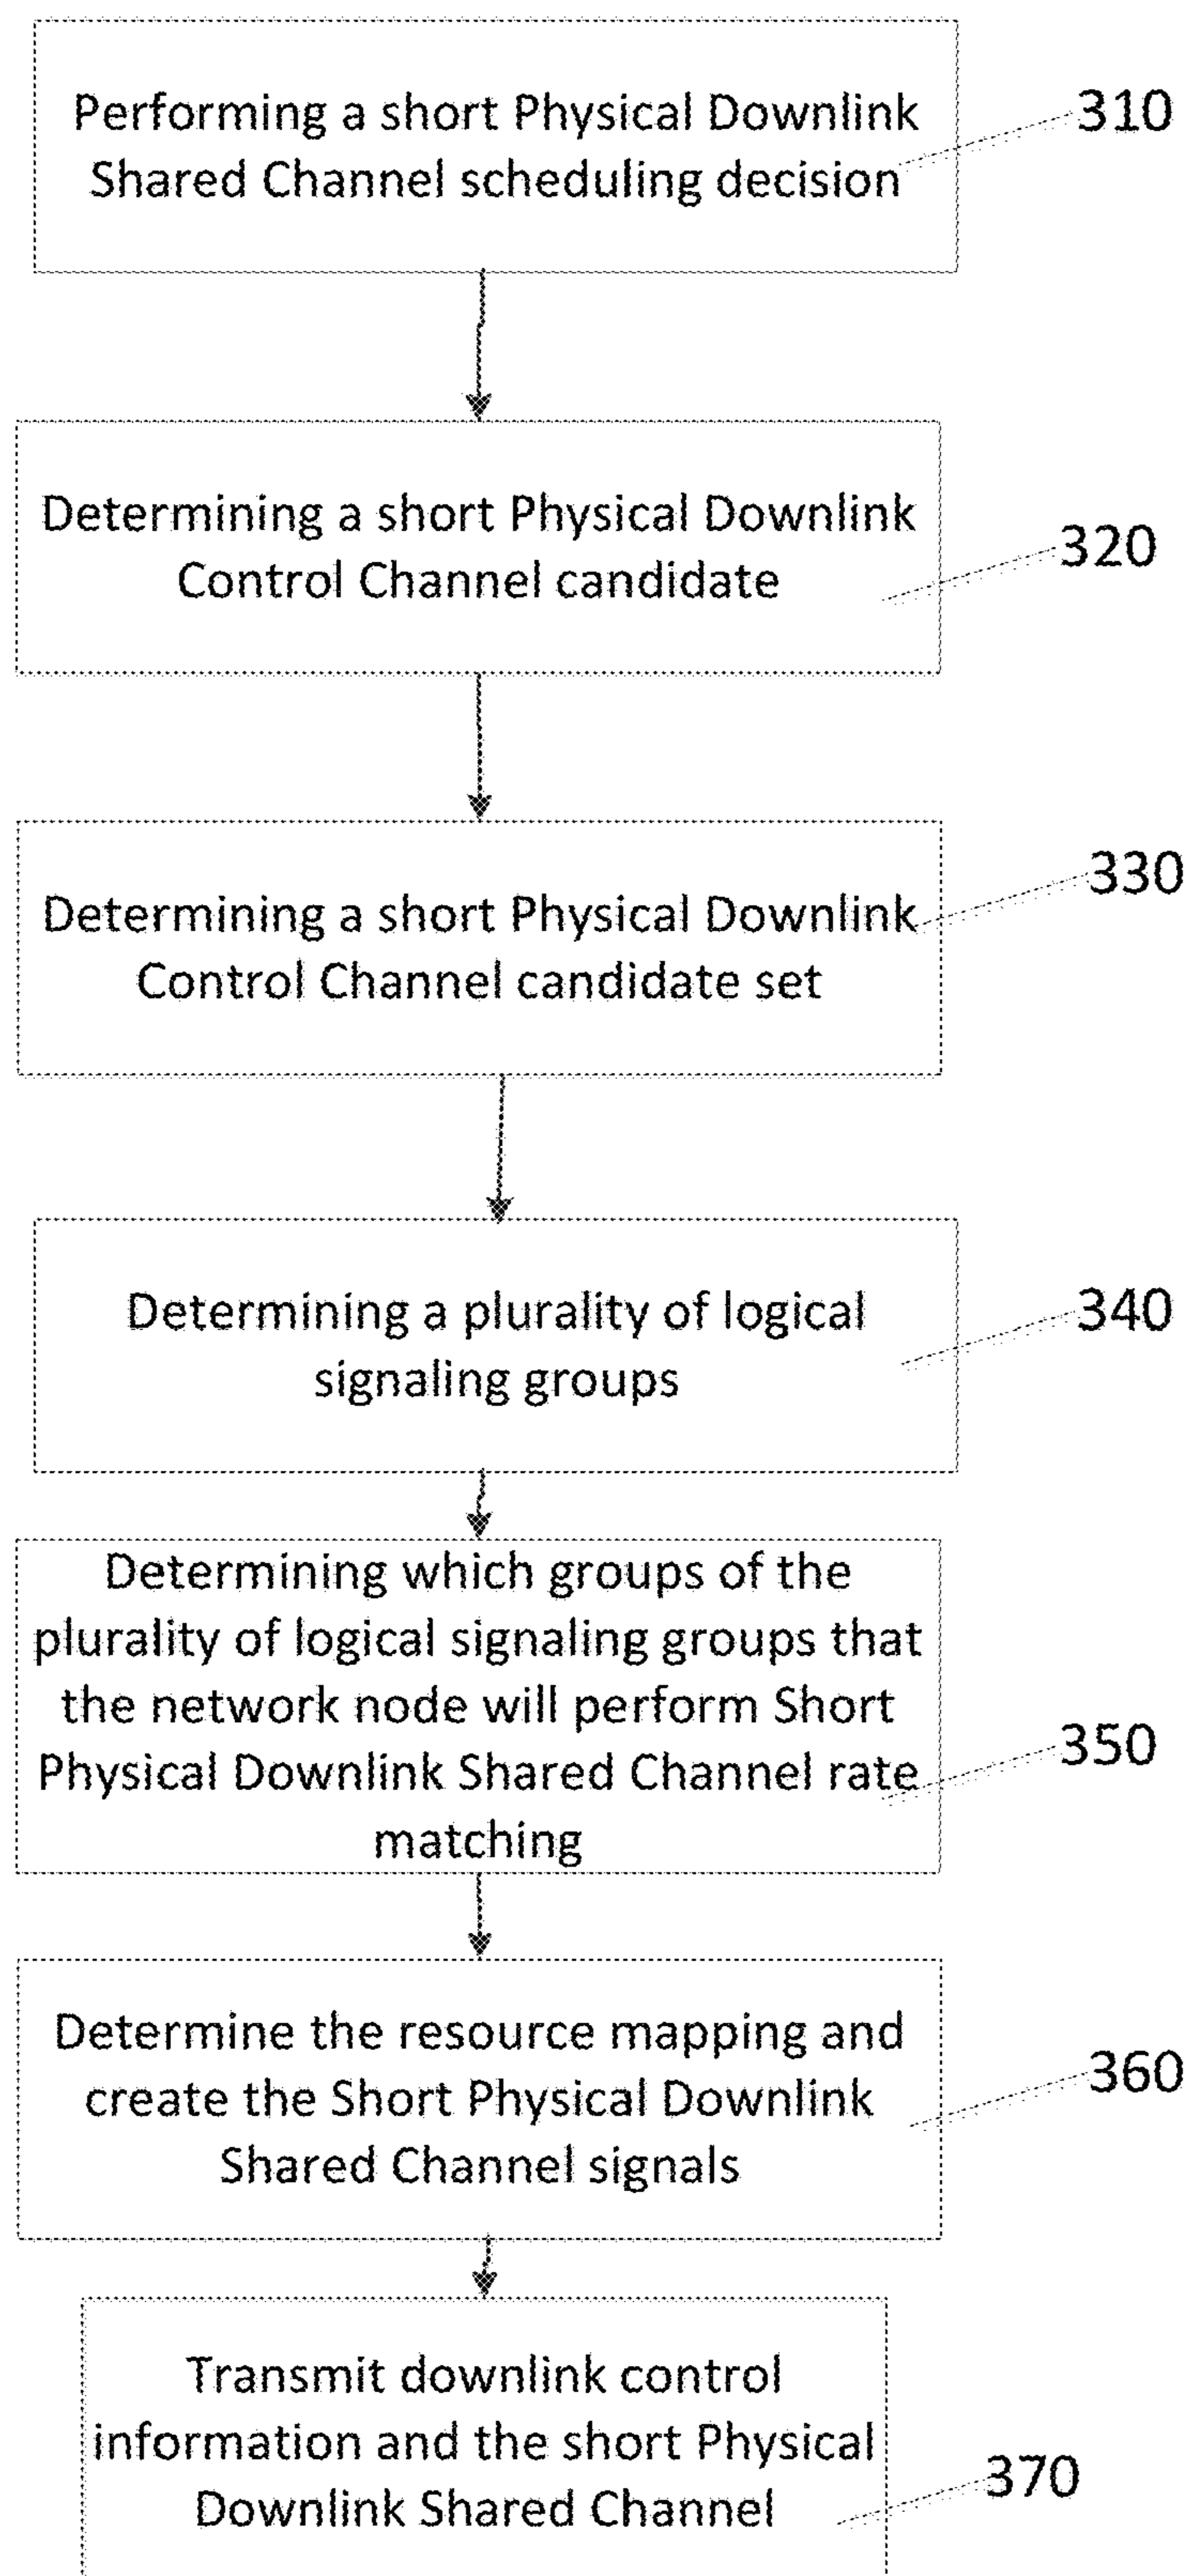 Performing a short Physical Downlink
Shared Channel scheduling decision
310
Determining a short Physical Downlink
Control Channel candidate
320
Determining a short Physical Downlink
Control Channel candidate set
330
Determining a plurality of logical
signaling groups
340
Determining which groups of the
plurality of logical signaling groups that
the network node will perform Short
Physical Downlink Shared Channel rate
matching
350
Determine the resource mapping and
create the Short Physical Downlink
Shared Channel signals
360
Transmit downlink control
information and the short Physical
Downlink Shared Channel
370